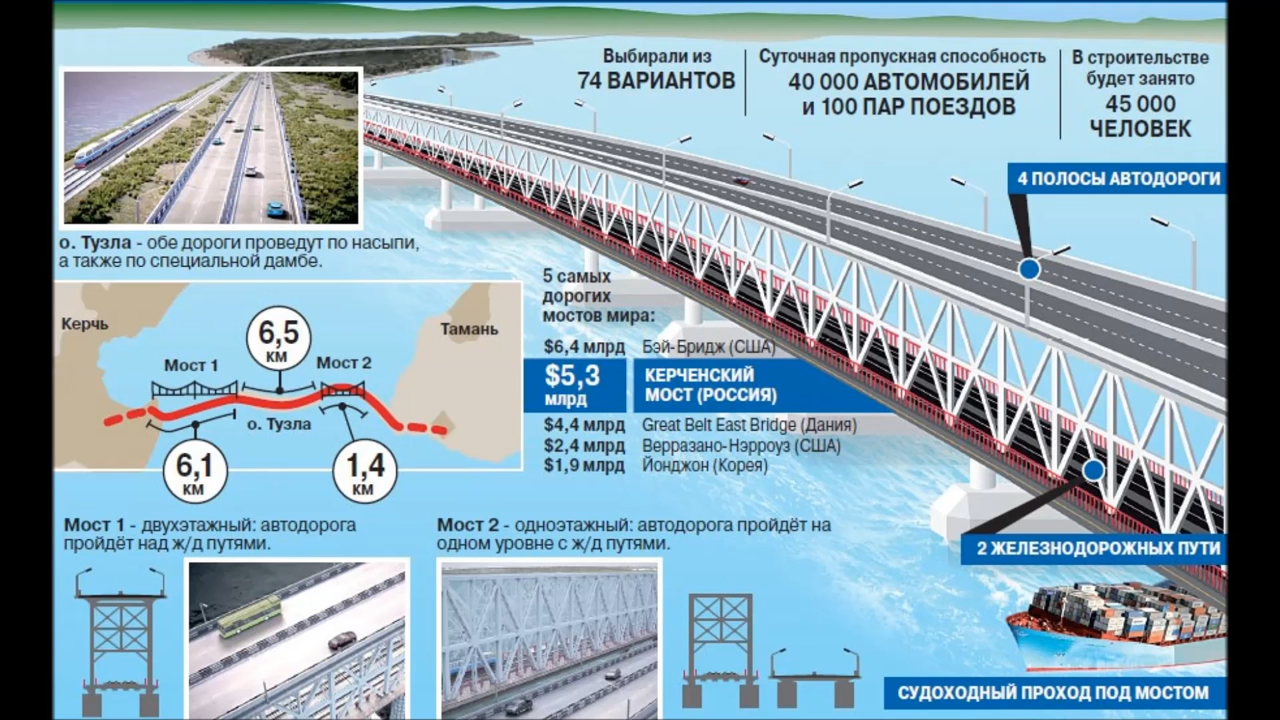 Выбирали из
74 ВАРИАНТОВ
Суточная пропускная способность
40 000 АВТОМОБИЛЕЙ
и 100 ПАР ПОЕЗДОВ
В строительстве
будет занято
45 000
ЧЕЛОВЕК
4 ПОЛОСЫ АВТОДОРОГИ
о. Тузла - обе дороги проведут по насыпи,
а также по специальной дамбе.
Керчь
Мост 1
6,5
км
Мост 2
Тамань
о. Тузла
6,1
км
1,4
км
5 самых
дорогих
мостов мира:
$6,4 млрд Бэй-Бридж (США)
$5,3
млрд
КЕРЧЕНСКИЙ
МОСТ (РОССИЯ)
$4,4 млрд Great Belt East Bridge (Дания)
$2,4 млрд Верразано-Нэрроуз (США)
$1,9 млрд Йонджон (Корея)
Мост 1 - двухэтажный: автодорога
пройдёт над ж/д путями.
Мост 2 - одноэтажный: автодорога пройдёт на
одном уровне с ж/д путями.
2 ЖЕЛЕЗНОДОРОЖНЫХ ПУТИ
СУДОХОДНЫЙ ПРОХОД ПОД МОСТОМ